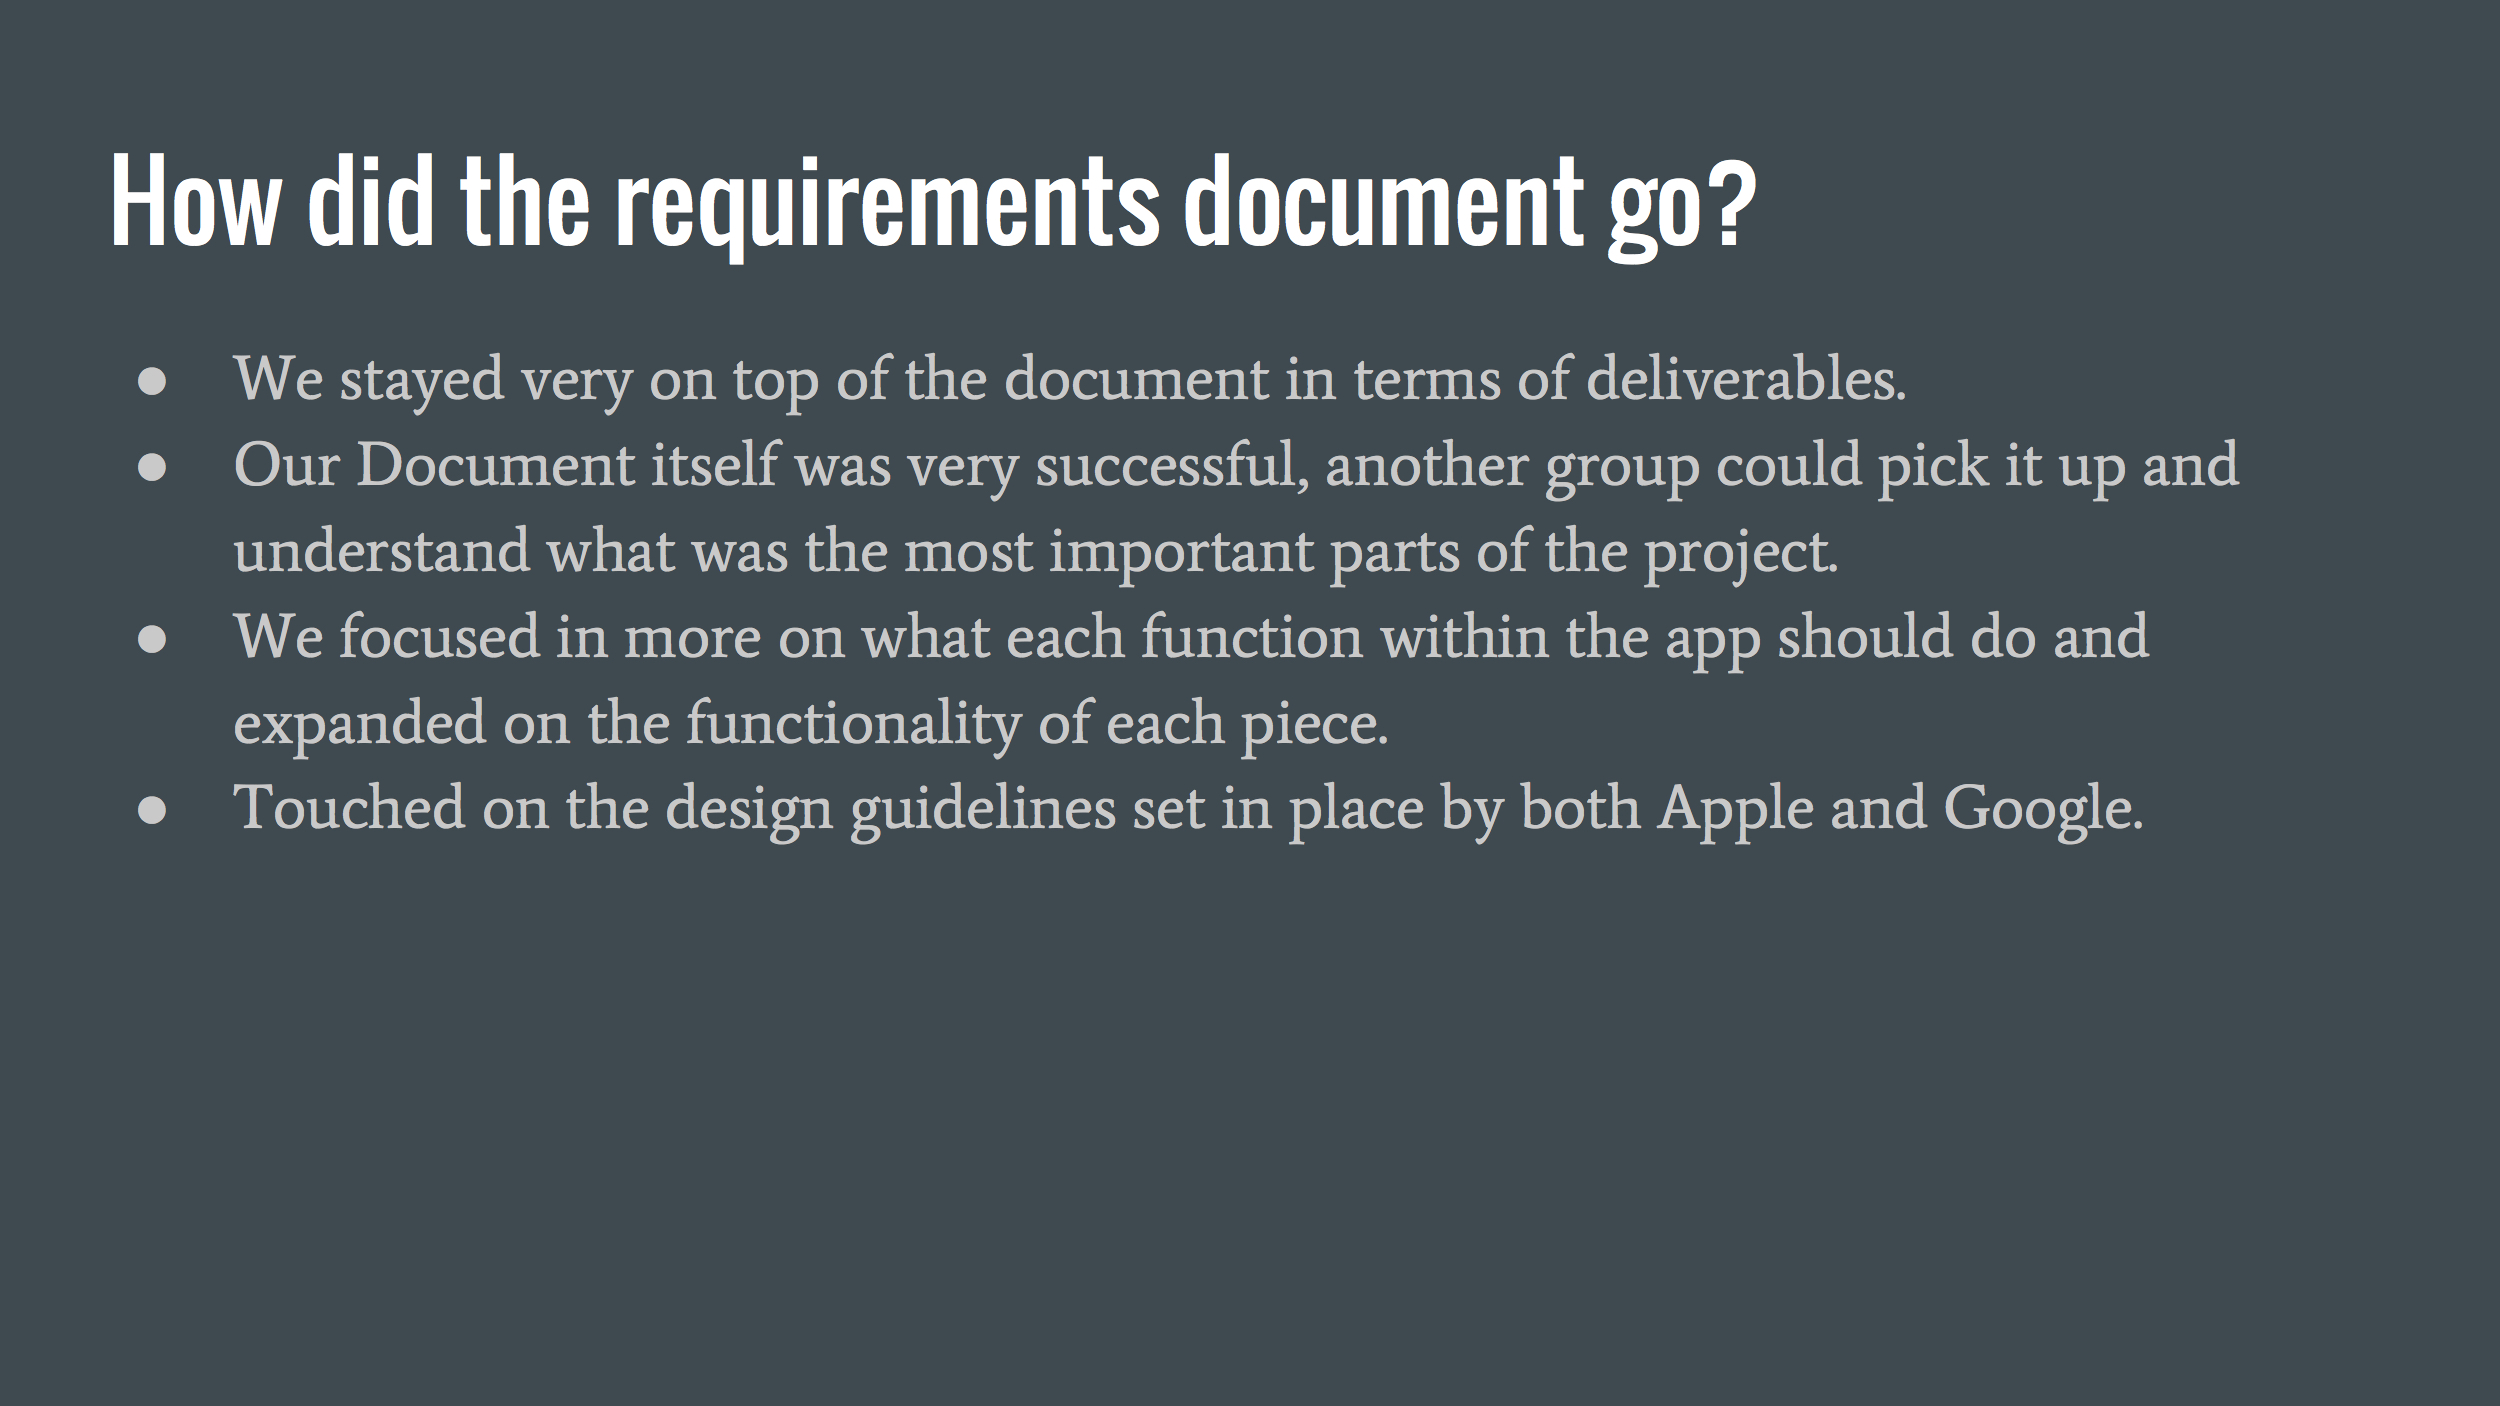 How did the requirements document go?
● We stayed very on top of the document in terms of deliverables.
● Our Document itself was very successful, another group could pick it up and
understand what was the most important parts of the project.
● We focused in more on what each function within the app should do and
expanded on the functionality of each piece.
● Touched on the design guidelines set in place by both Apple and Google.